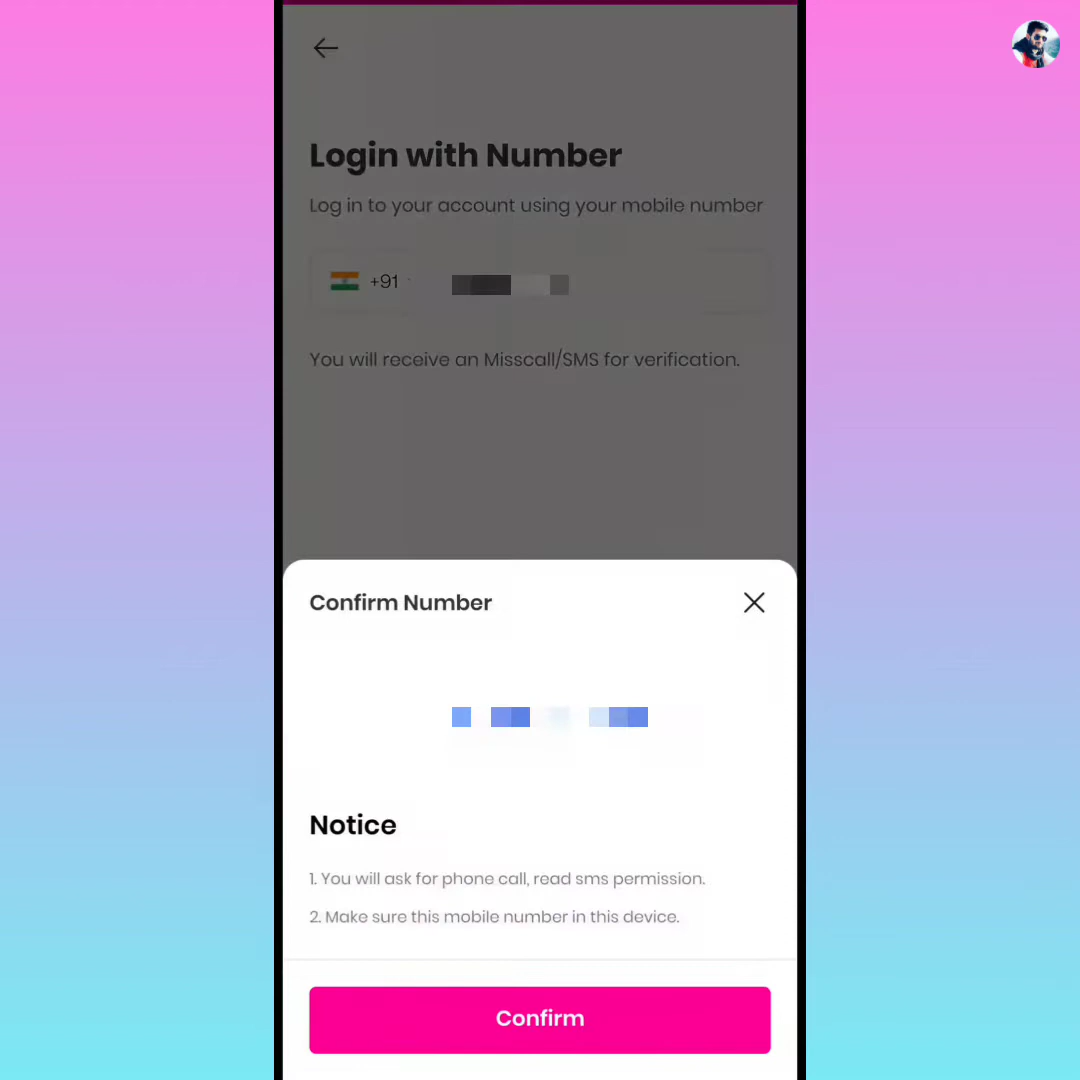 Login with Number
Log in to your account using your mobile number
+91
You will receive an Misscall/SMS for verification.
Confirm Number
Notice
1. You will ask for phone call, read sms permission.
2. Make sure this mobile number in this device.
Confirm